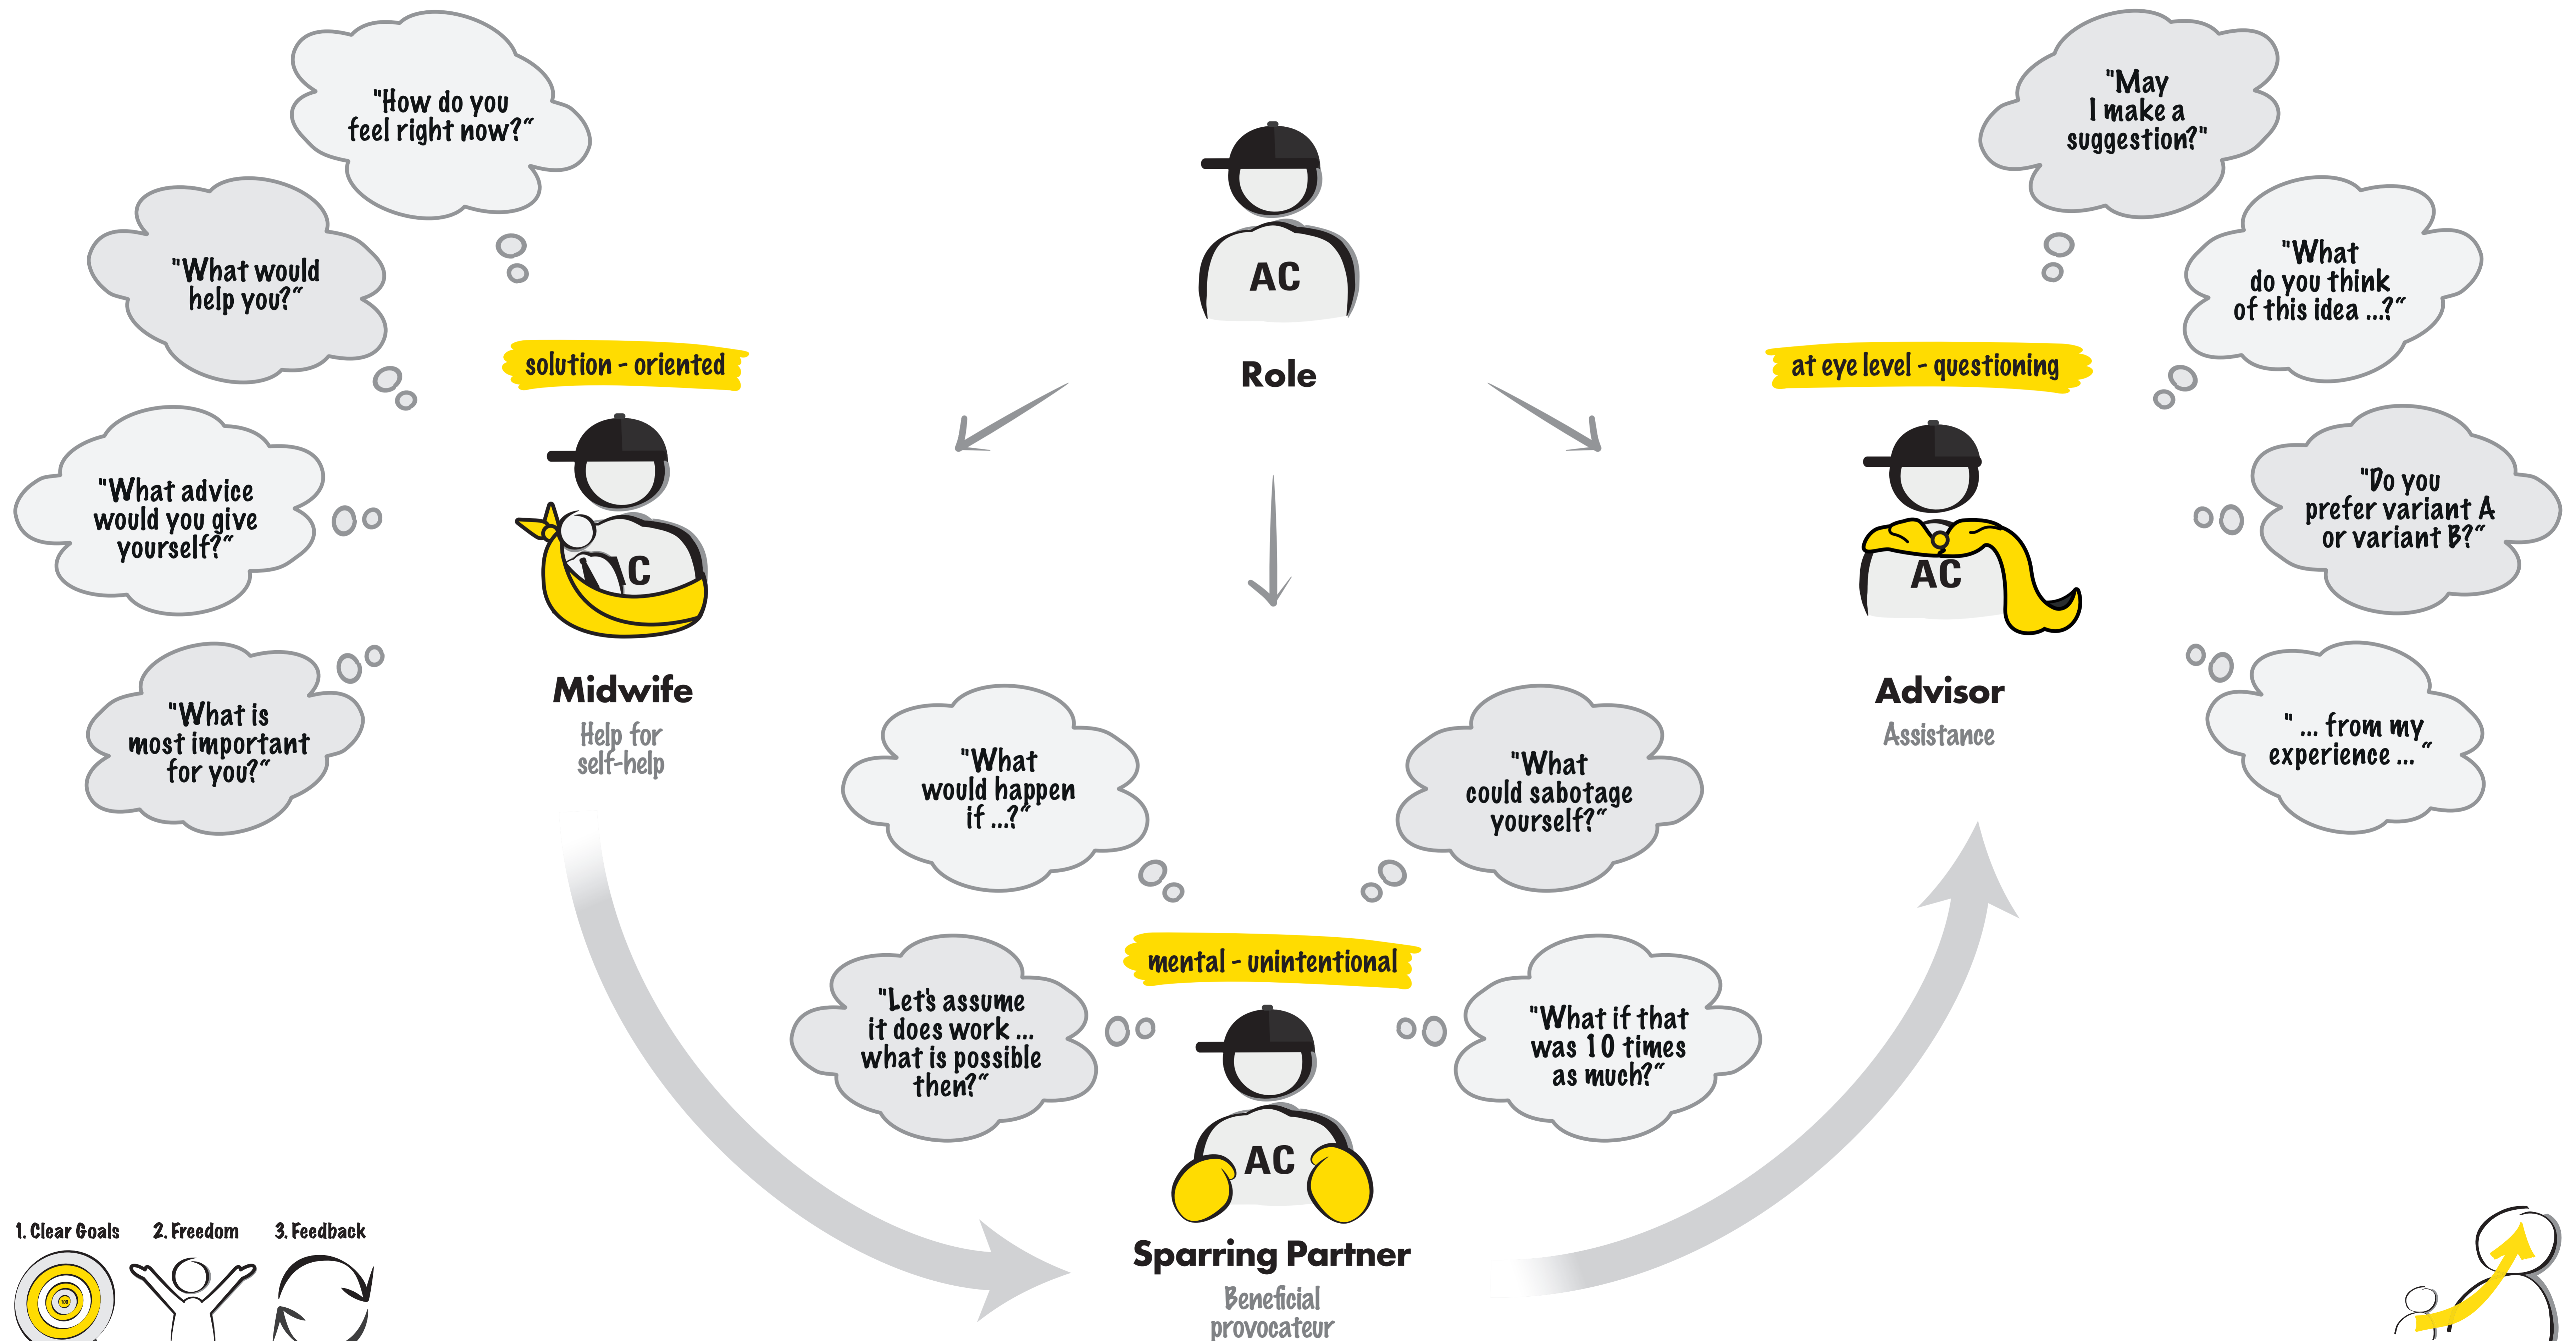 "How do you
feel right now?“
"What would
help you?“
"What advice
would you give
yourself?“
"What is
most important
for you?“
solution - oriented
C
Midwife
Help for
self-help
AC
Role
"What
would happen
if ...?“
"What
could sabotage
yourself?“
"Let's assume
it does work ...
what is possible
then?“
"What if that
was 10 times
as much?“
mental - unintentional
AC
Sparring Partner
Beneficial
provocateur
"May
I make a
suggestion?"
"What
do you think
of this idea ...?“
"Do you
prefer variant A
or variant B?“
" ... from my
experience ... “
at eye level - questioning
AC
Advisor
Assistance
1. Clear Goals
2. Freedom
3. Feedback
100